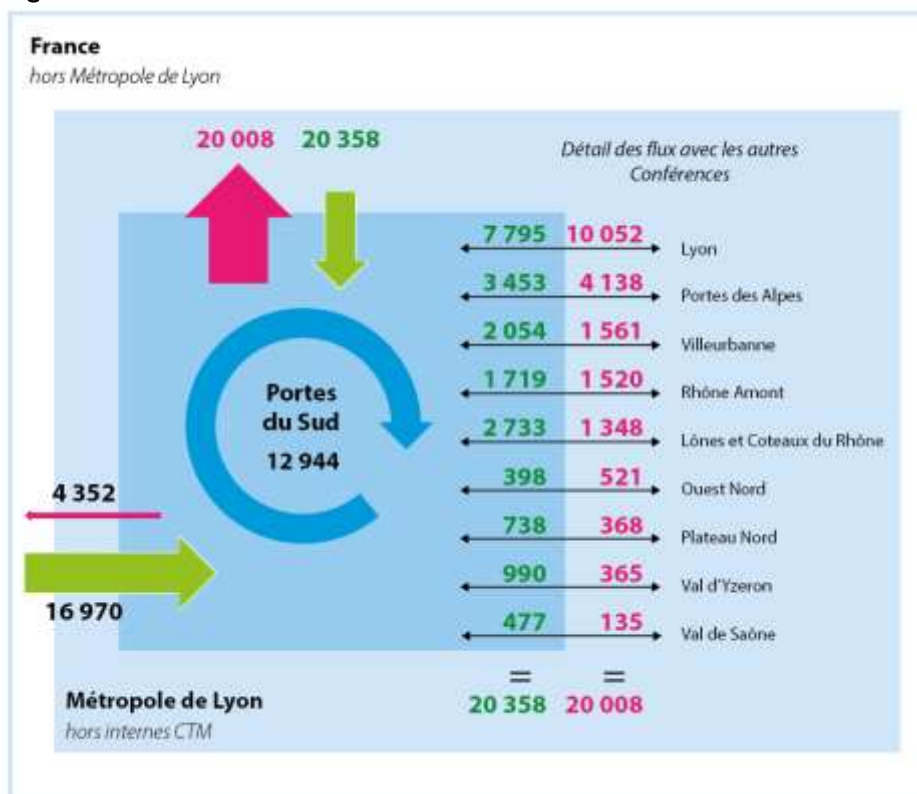 France
hors Métropole de Lyon
20 008 20 358
Détail des flux avec les autres
Conférences
7 795 10 052 Lyon
3 453 4 138 Portes des Alpes
2 054 1 561 Villeurbanne
1 719 1 520 Rhône Amont
2 733 1 348 Lônes et Coteaux du Rhône
398 521 Ouest Nord
738 368 Plateau Nord
990 365 Val d'Yzeron
477 135 Val de Saône
= =
20 358 20 008
Portes
du Sud
12 944
4 352
16 970
Métropole de Lyon
hors internes CTM